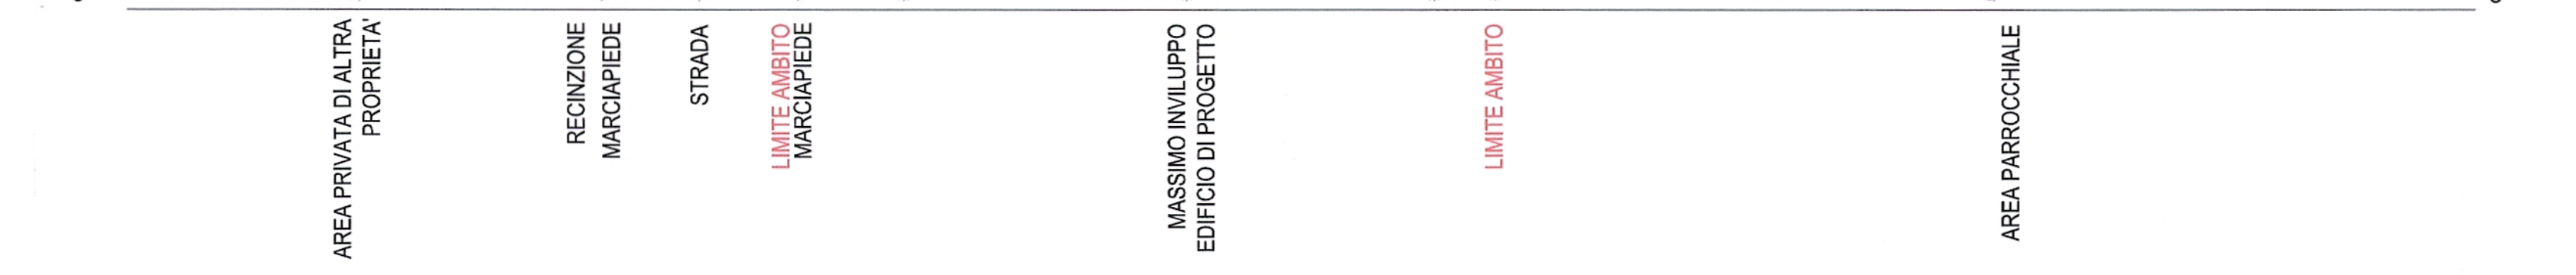 AREA PRIVATA DI ALTRA
PROPRIETA'
RECINZIONE
MARCIAPIEDE
STRADA
LIMITE AMBITO
MARCIAPIEDE
MASSIMO INVILUPPO
EDIFICIO DI PROGETTO
LIMITE AMBITO
AREA PARROCCHIALE